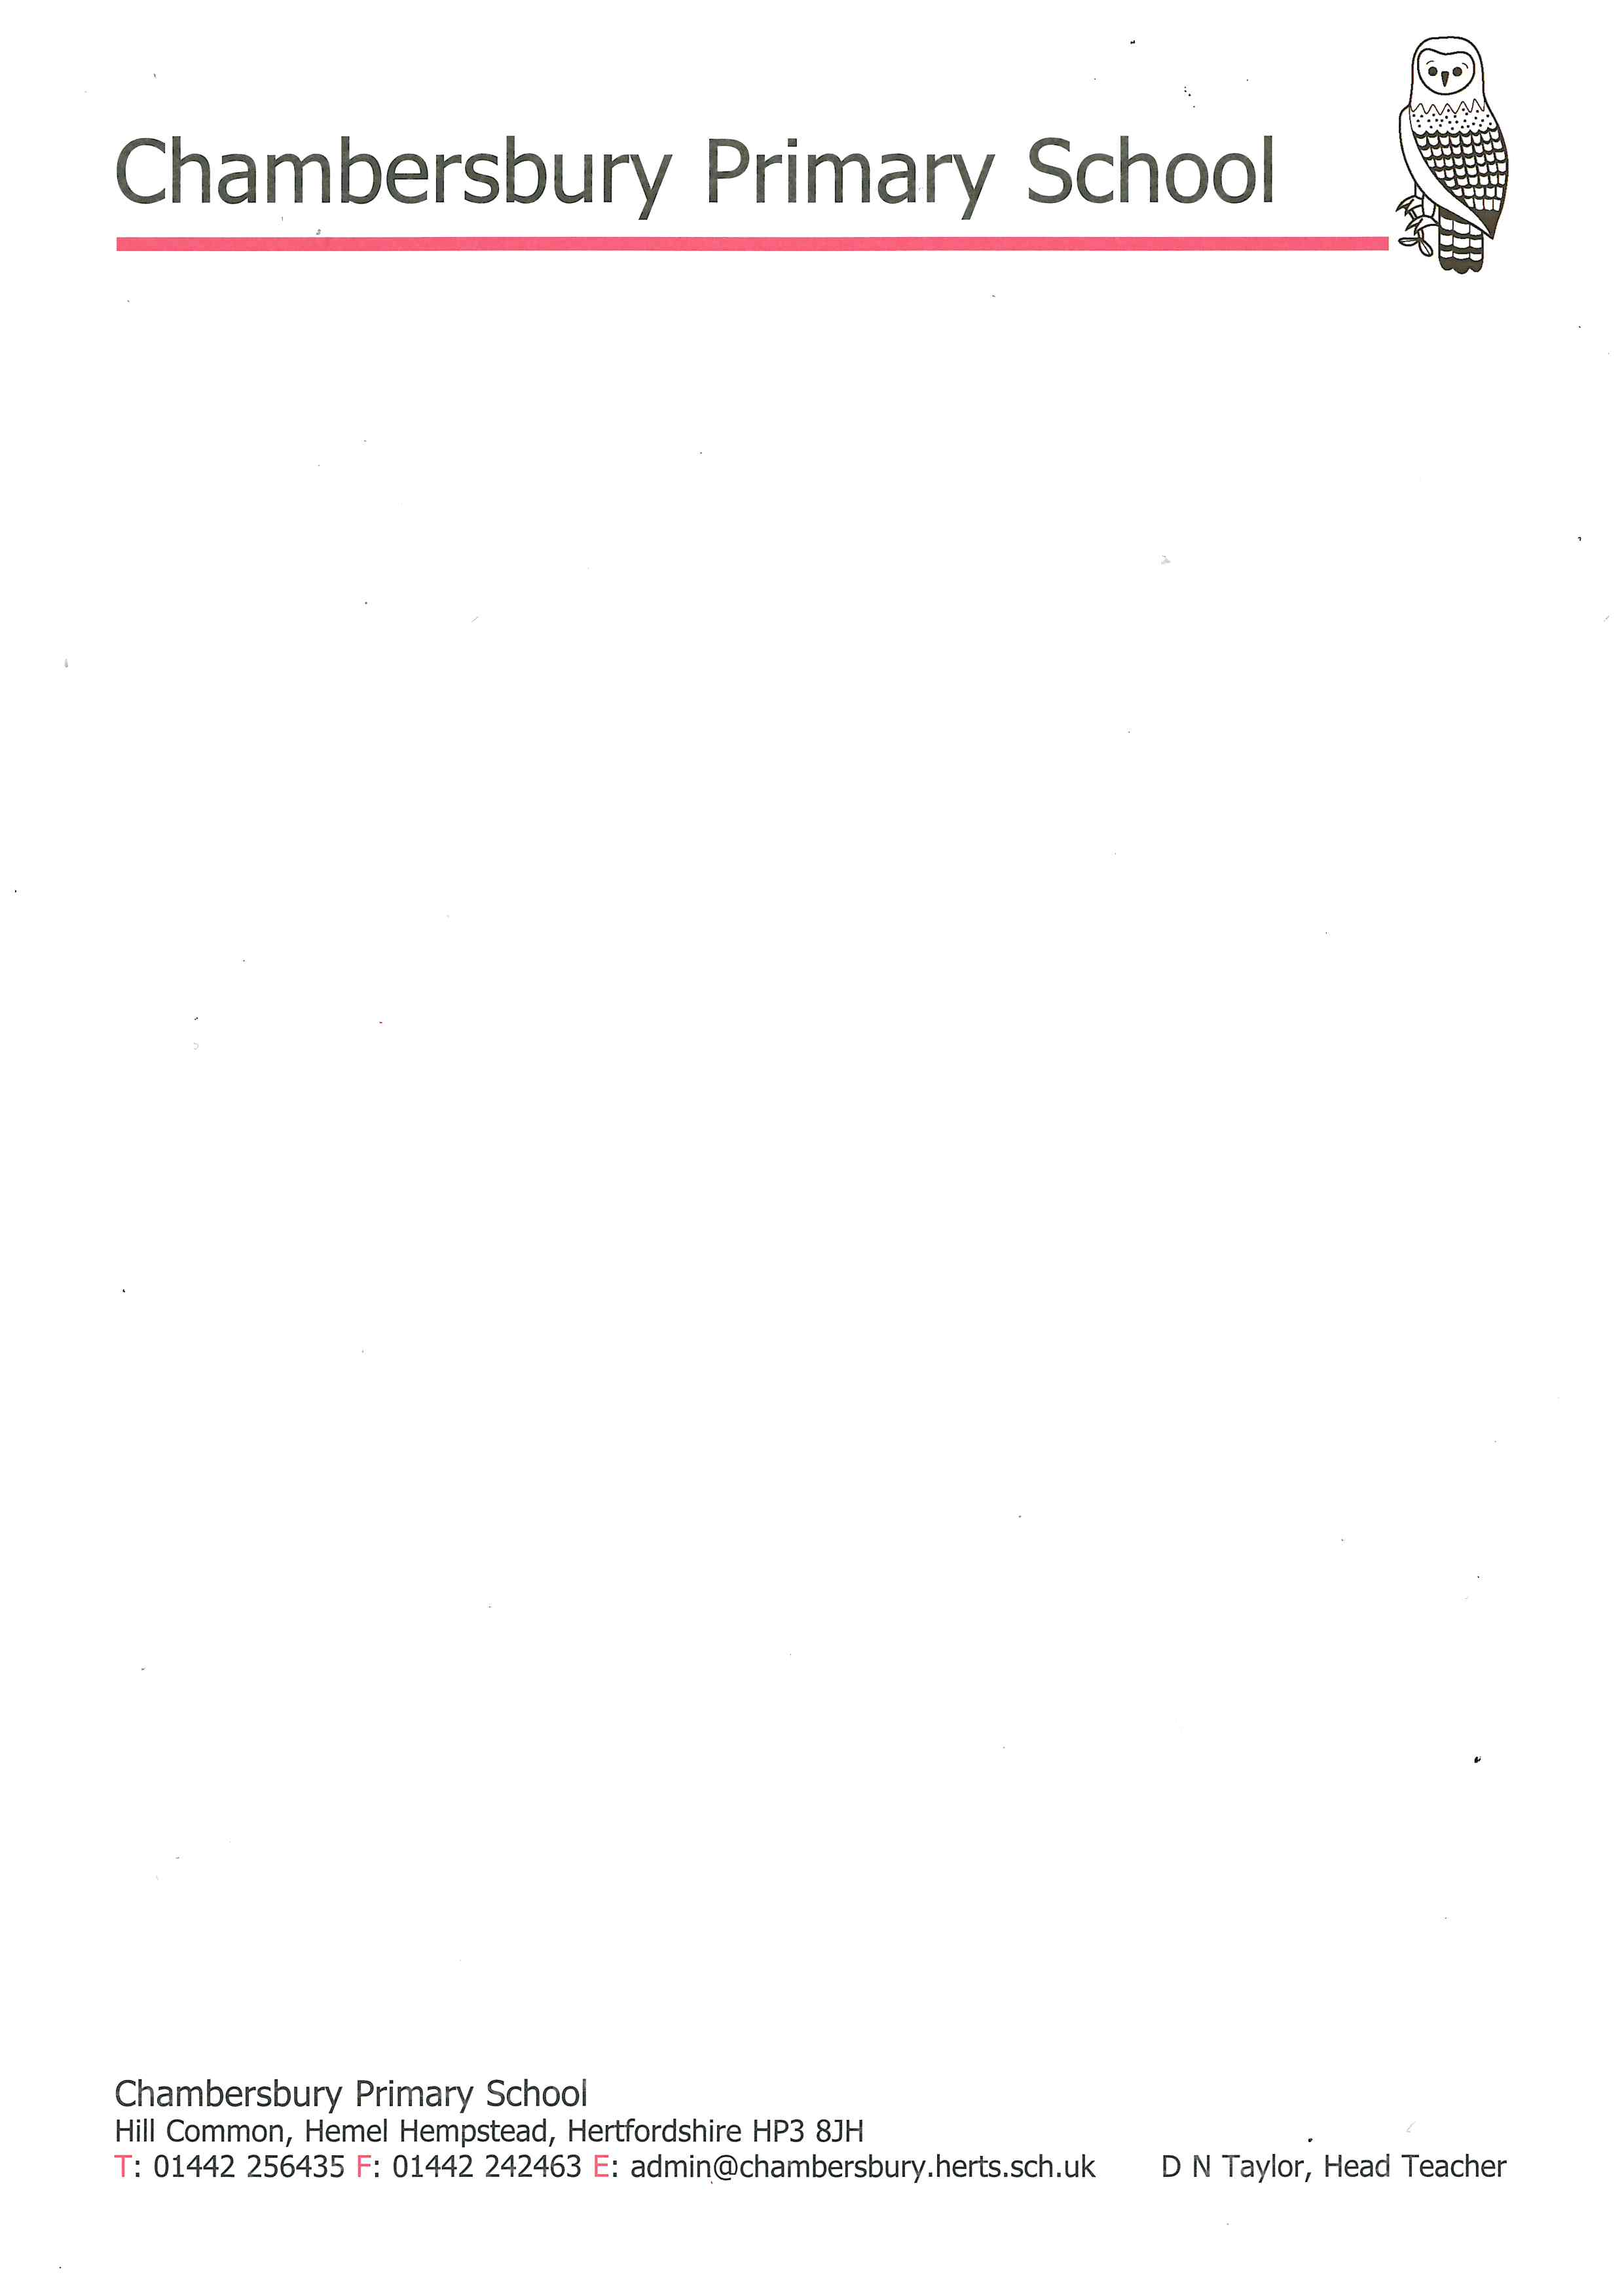 Chambersbury Primary School
Chambersbury Primary School
Hill Common, Hemel Hempstead, Hertfordshire HP3 8JH
T: 01442 256435 F: 01442 242463 E: admin@chambersbury.herts.sch.uk D N Taylor, Head Teacher